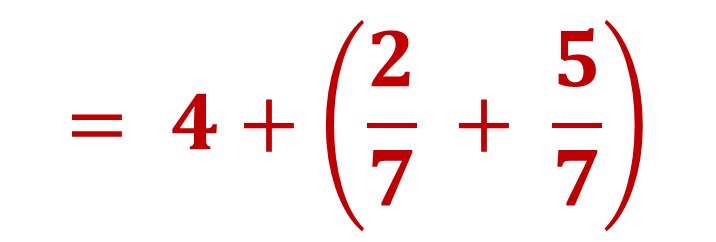 = 4 + (2/7 + 5/7)